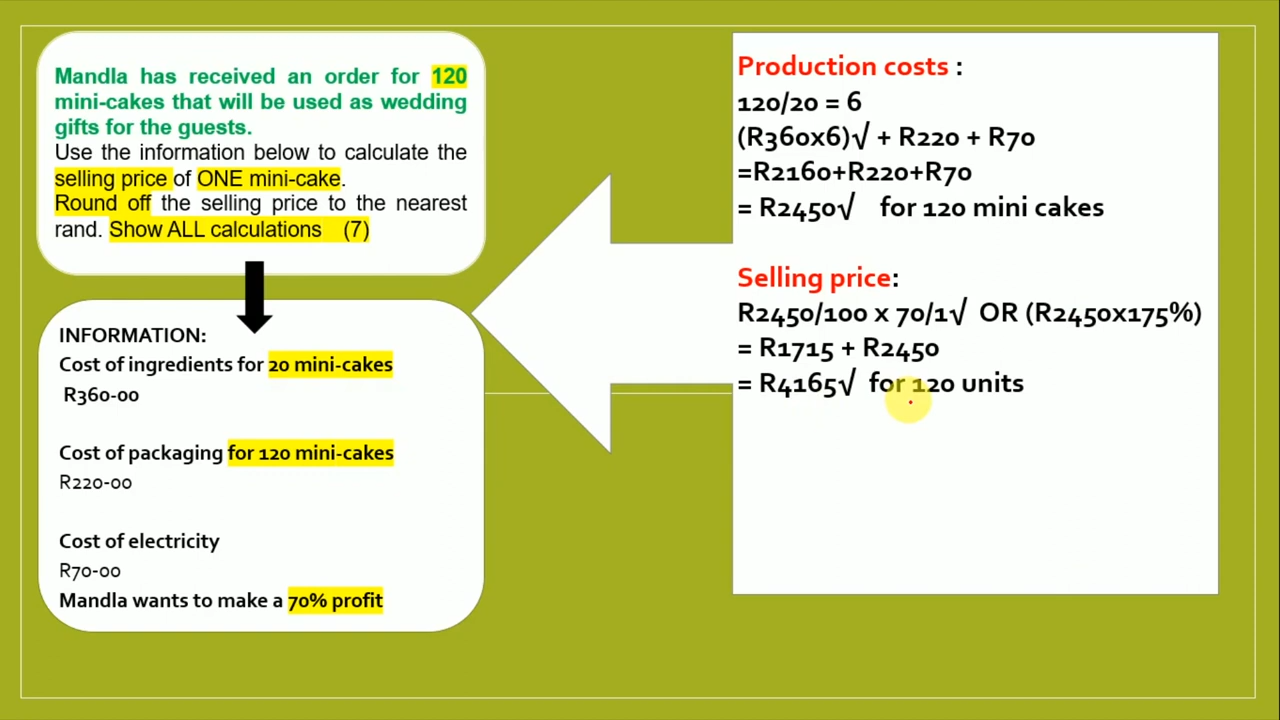 Mandla has received an order for 120
mini-cakes that will be used as wedding
gifts for the guests.
Use the information below to calculate the
selling price of ONE mini-cake.
Round off the selling price to the nearest
rand. Show ALL calculations (7)
INFORMATION:
Cost of ingredients for 20 mini-cakes
R360-00
Cost of packaging for 120 mini-cakes
R220-00
Cost of electricity
R70-00
Mandla wants to make a 70% profit
Production costs :
120/20 = 6
(R360x6)√ + R220 + R70
=R2160+R220+R70
= R2450√ for 120 mini cakes
Selling price:
R2450/100 x 70/1√ OR (R2450x175%)
= R1715 + R2450
= R4165√ for 120 units